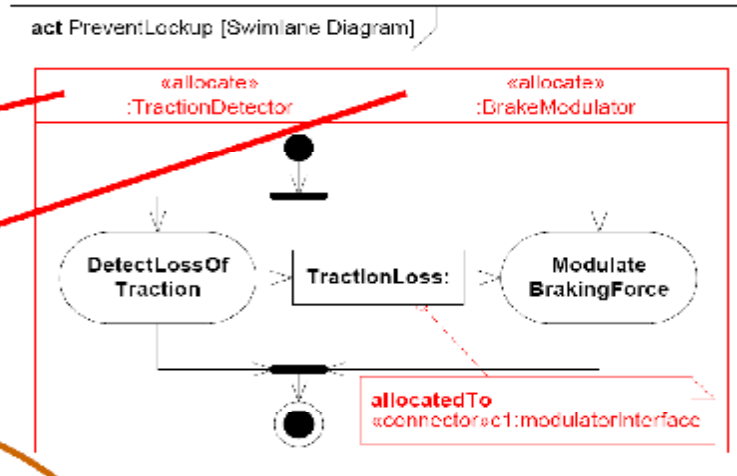 act PreventLockup [Swimlane Diagram]
«allocate»
:TractionDetector
«allocate»
:BrakeModulator
DetectLossOf
Traction
TractionLoss:
Modulate
BrakingForce
allocatedTo
«connector»c1:modulatorInterface